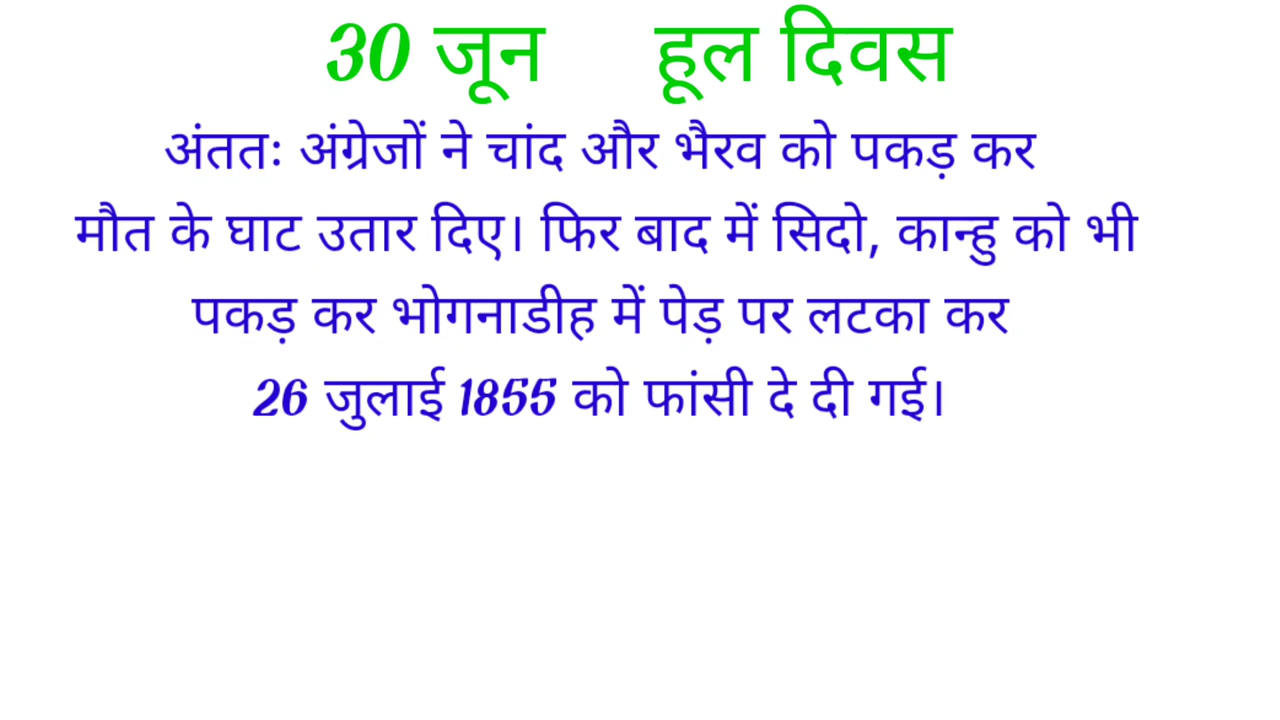 30 जून हूल दिवस
अंततः अंग्रेजों ने चांद और भैरव को पकड़ कर
मौत के घाट उतार दिए। फिर बाद में सिदो, कान्हु को भी
पकड़ कर भोगनाडीह में पेड़ पर लटका कर
26 जुलाई 1855 को फांसी दे दी गई।